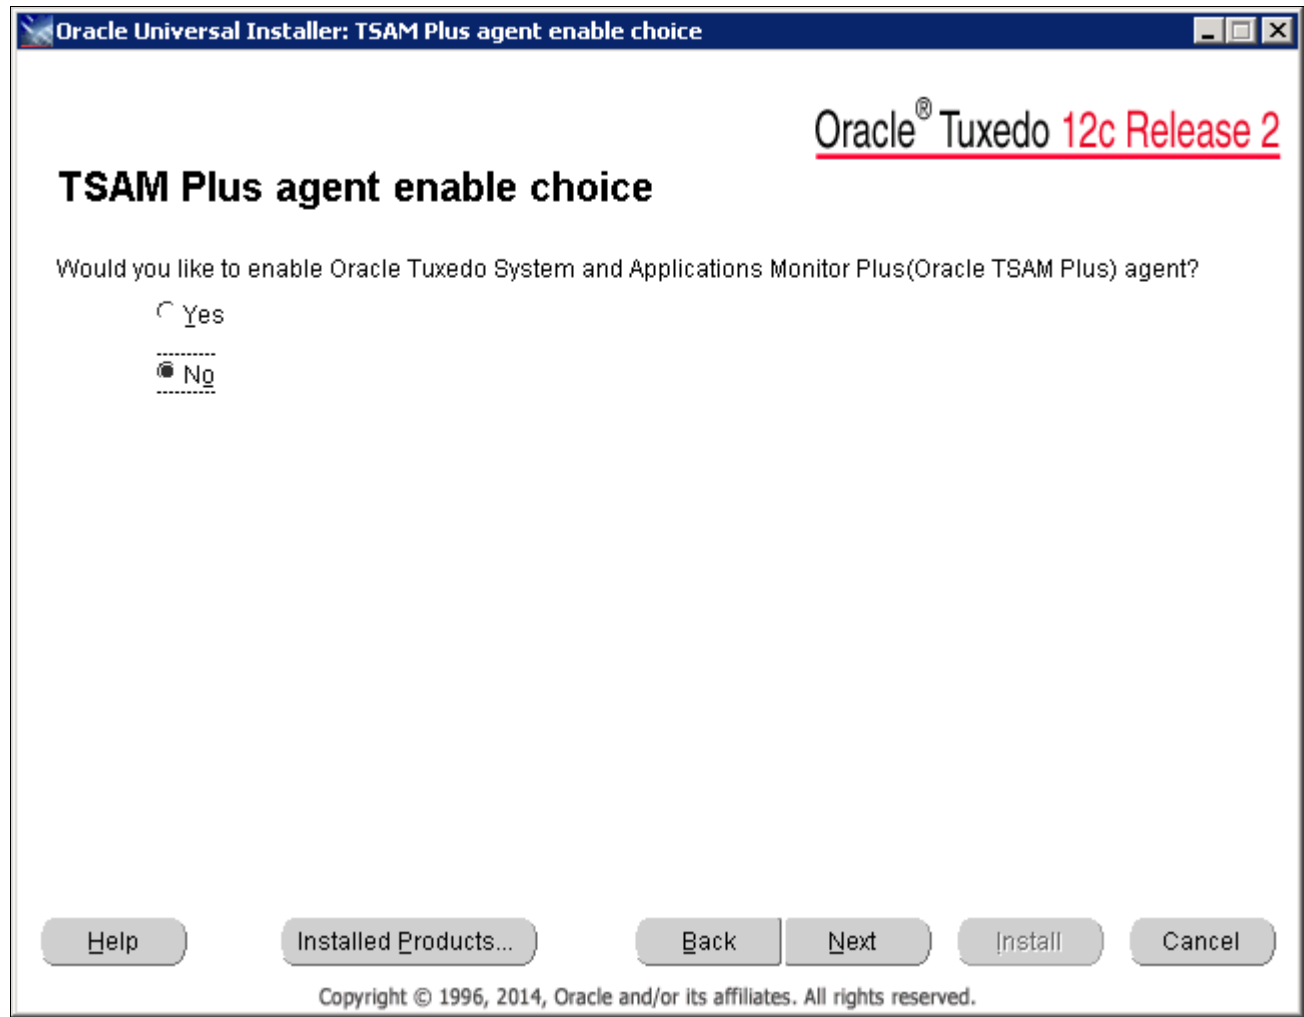 Oracle Universal Installer: TSAM Plus agent enable choice
Oracle® Tuxedo 12c Release 2
TSAM Plus agent enable choice
Would you like to enable Oracle Tuxedo System and Applications Monitor Plus(Oracle TSAM Plus) agent?
Yes
No
Help Installed Products... Back Next Install Cancel
Copyright © 1996, 2014, Oracle and/or its affiliates. All rights reserved.